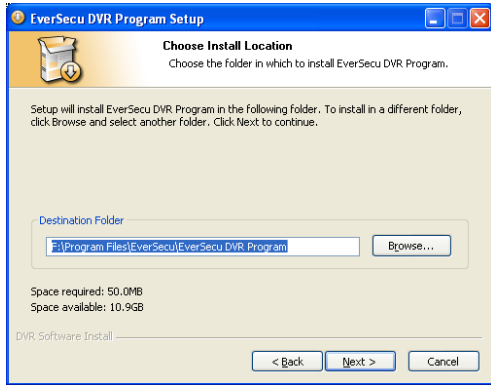 EverSecu DVR Program Setup
Choose Install Location
Choose the folder in which to install EverSecu DVR Program.
Setup will install EverSecu DVR Program in the following folder. To install in a different folder,
click Browse and select another folder. Click Next to continue.
Destination Folder
F:\Program Files\EverSecu\EverSecu DVR Program
Browse...
Space required: 50.0MB
Space available: 10.9GB
DVR Software Install
< Back Next > Cancel